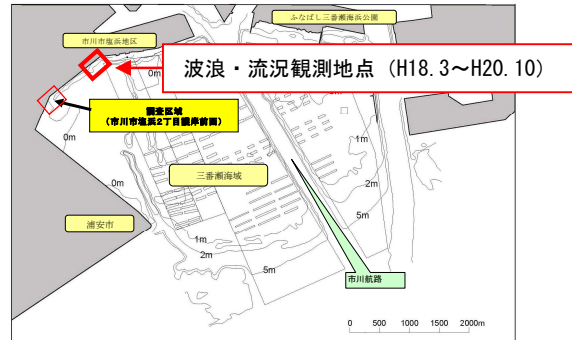 ふなばし三番瀬海浜公園
市川市塩浜地区
波浪・流況観測地点 (H18.3～H20.10)
0m
0m
調査区域
(市川市塩浜2丁目護岸前面)
0m
1m
0m
三番瀬海域
2m
浦安市
5m
1m
2m
5m
市川航路
0 500 1000 1500 2000m